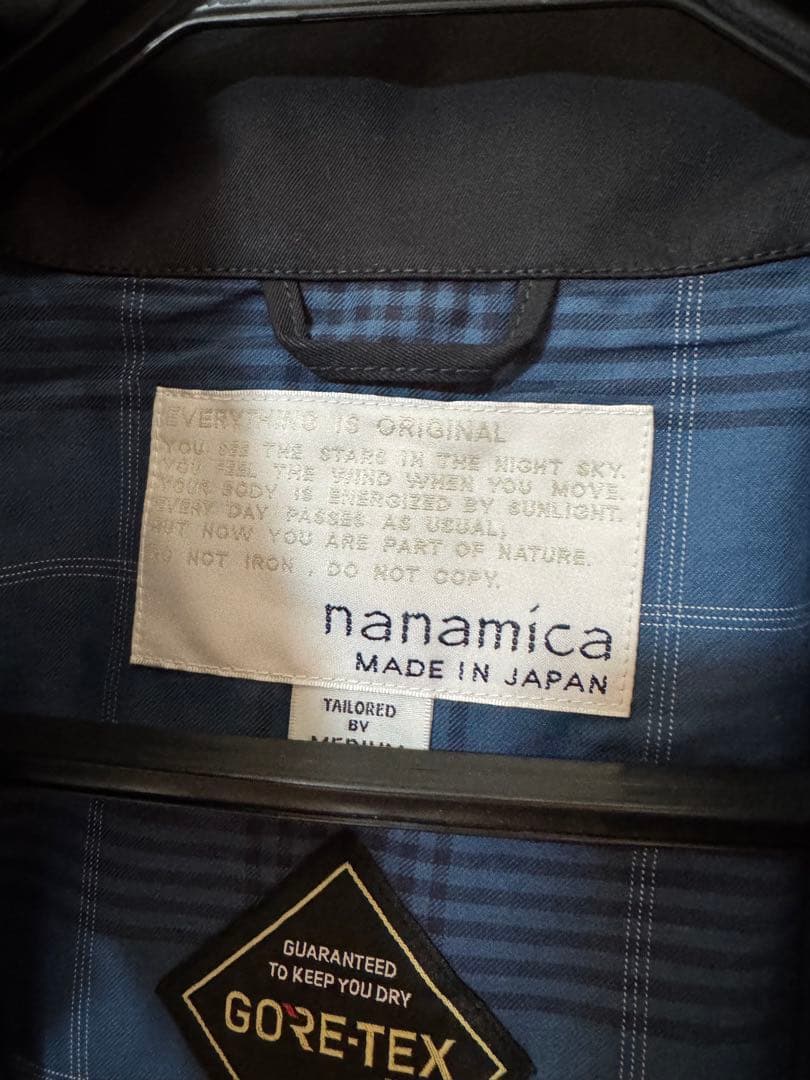 EVERYTHING IS ORIGINAL
YOU SEE THE STARS IN THE NIGHT SKY.
YOU FEEL THE WIND WHEN YOU MOVE.
YOUR BODY IS ENERGIZED BY SUNLIGHT.
EVERY DAY PASSES AS USUAL,
BUT NOW YOU ARE PART OF NATURE.
DO NOT IRON , DO NOT COPY.
nanamica
MADE IN JAPAN
TAILORED
BY
MEDIUM
GUARANTEED
TO KEEP YOU DRY
GORE-TEX